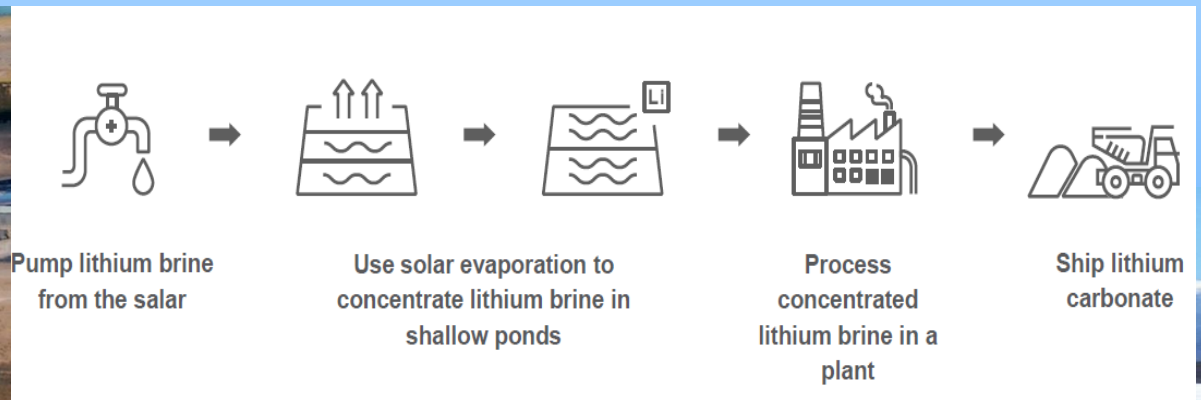 Li
Pump lithium brine
from the salar
Use solar evaporation to
concentrate lithium brine in
shallow ponds
Process
concentrated
lithium brine in a
plant
Ship lithium
carbonate